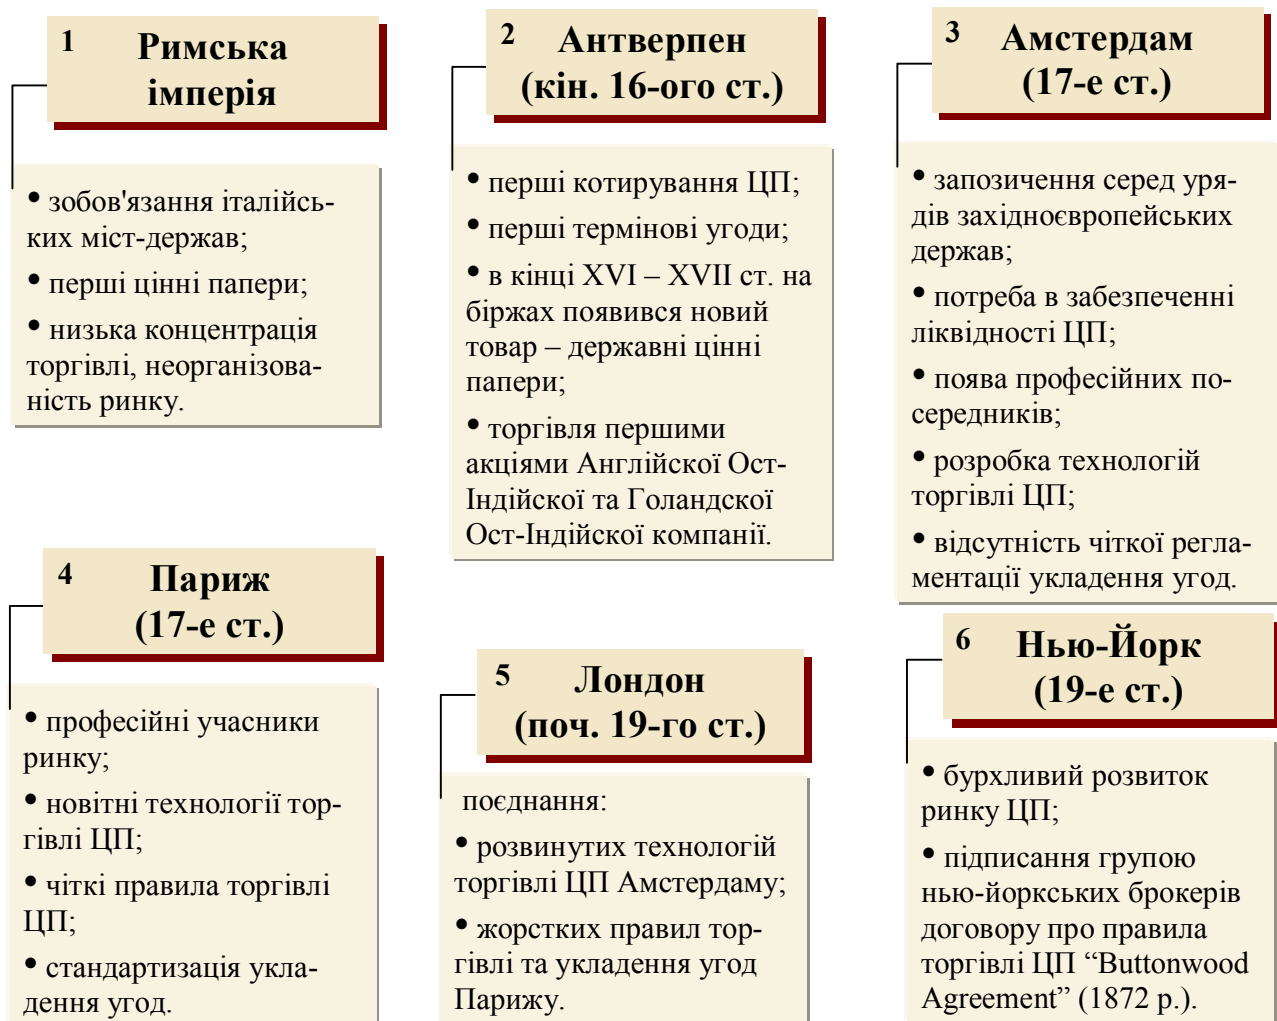 1 Римська
імперія
• зобов'язання італійсь-
ких міст-держав;
• перші цінні папери;
• низька концентрація
торгівлі, неорганізова-
ність ринку.
2 Антверпен
(кін. 16-ого ст.)
• перші котирування ЦП;
• перші термінові угоди;
• в кінці XVI – XVII ст. на
біржах появився новий
товар – державні цінні
папери;
• торгівля першими
акціями Англійскої Ост-
Індійскої та Голандскої
Ост-Індійскої компанії.
3 Амстердам
(17-е ст.)
• запозичення серед уря-
дів західноєвропейських
держав;
• потреба в забезпеченні
ліквідності ЦП;
• поява професійних по-
середників;
• розробка технологій
торгівлі ЦП;
• відсутність чіткої регла-
ментації укладення угод.
4 Париж
(17-е ст.)
• професійні учасники
ринку;
• новітні технології тор-
гівлі ЦП;
• чіткі правила торгівлі
ЦП;
• стандартизація укла-
дення угод.
5 Лондон
(поч. 19-го ст.)
поєднання:
• розвинутих технологій
торгівлі ЦП Амстердаму;
• жорстких правил тор-
гівлі та укладення угод
Парижу.
6 Нью-Йорк
(19-е ст.)
• бурхливий розвиток
ринку ЦП;
• підписання групою
нью-йоркських брокерів
договору про правила
торгівлі ЦП “Buttonwood
Agreement” (1872 р.).